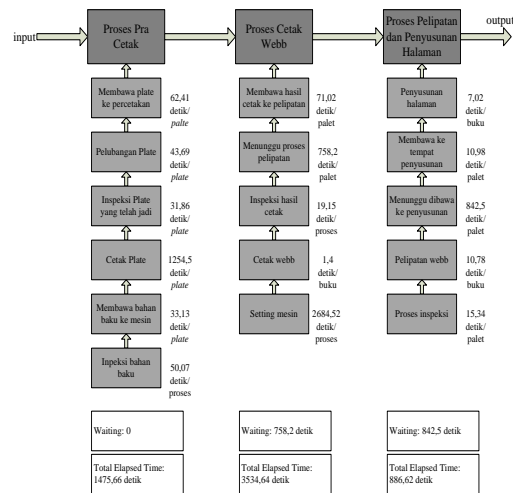 input
Proses Pra
Cetak
Proses Cetak
Webb
Proses Pelipatan
dan Penyusunan
Halaman
output
Membawa plate
ke percetakan
62,41
detik/
palte
Pelubangan Plate
43,69
detik/
plate
Inspeksi Plate
yang telah jadi
31,86
detik/
plate
Cetak Plate
1254,5
detik/
plate
Membawa bahan
baku ke mesin
33,13
detik/
plate
Inpeksi bahan
baku
50,07
detik/
proses
Membawa hasil
cetak ke pelipatan
71,02
detik/
palet
Menunggu proses
pelipatan
758,2
detik/
palet
Inspeksi hasil
cetak
19,15
detik/
proses
Cetak webb
1,4
detik/
buku
Setting mesin
2684,52
detik/
proses
Penyusunan
halaman
7,02
detik/
buku
Membawa ke
tempat
penyusunan
10,98
detik/
palet
Menunggu dibawa
ke penyusunan
842,5
detik/
palet
Pelipatan webb
10,78
detik/
buku
Proses inspeksi
15,34
detik/
palet
Waiting: 0
Waiting: 758,2 detik
Waiting: 842,5 detik
Total Elapsed Time:
1475,66 detik
Total Elapsed Time:
3534,64 detik
Total Elapsed Time:
886,62 detik